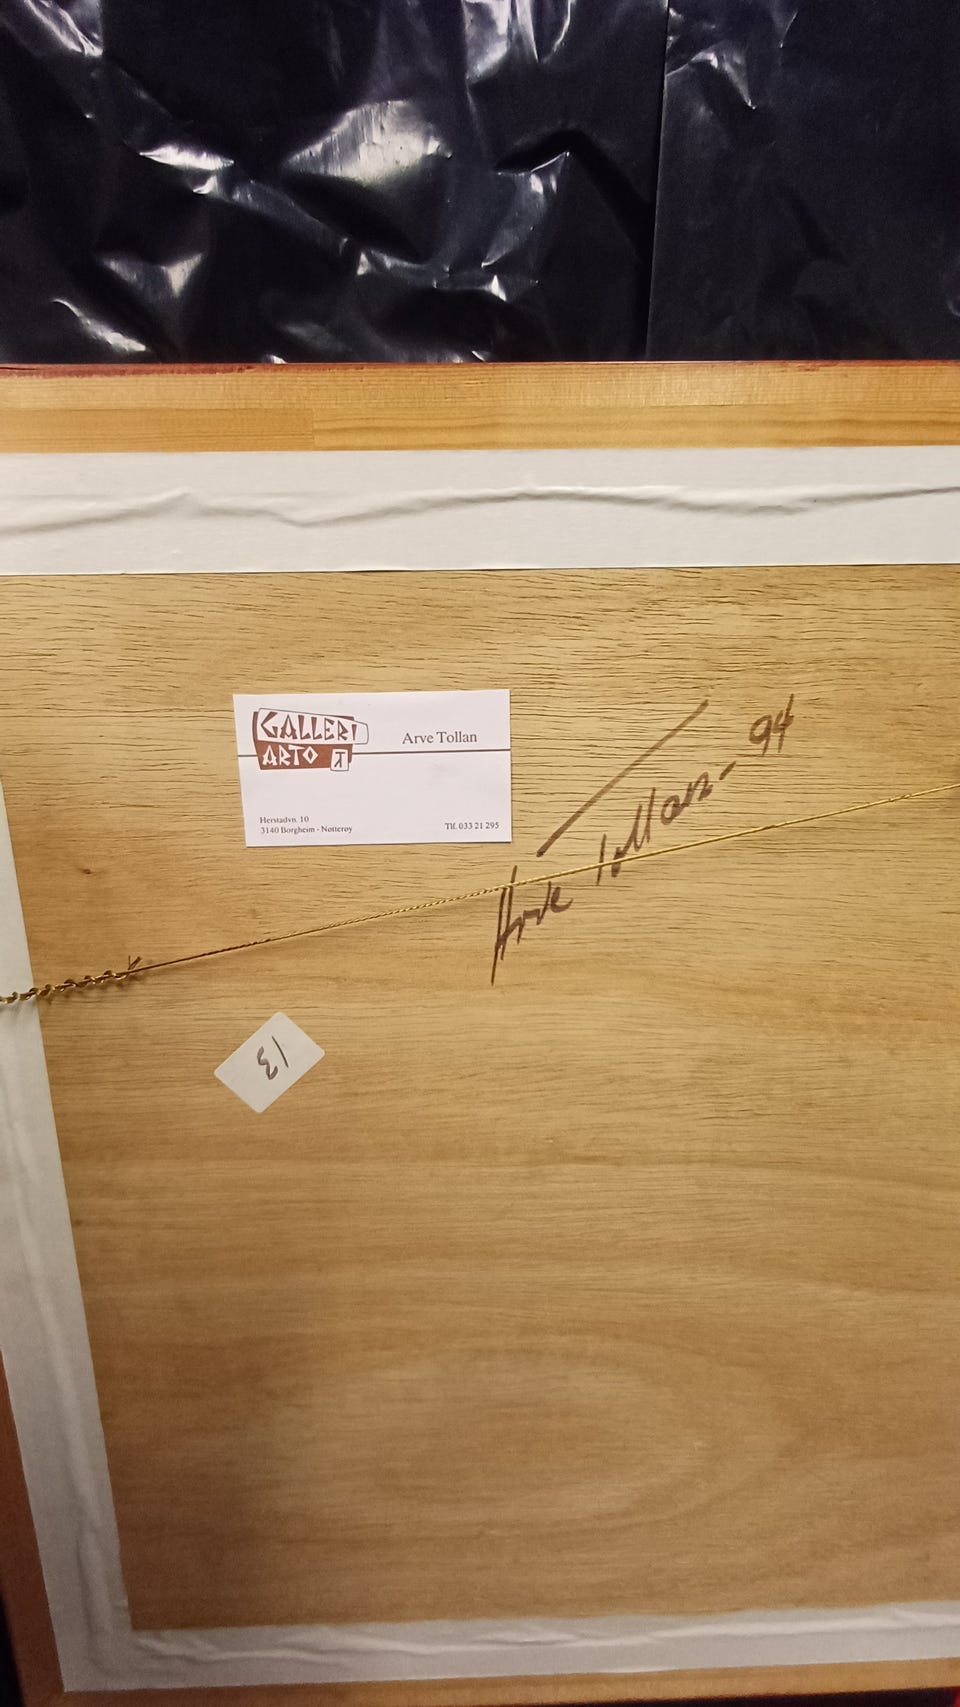 GALLERI
ARTO T
Arve Tollan
Herstadvn. 10
3140 Borgheim - Nøtterøy
Tlf. 033 21 295
Arve Tollan - 94
13